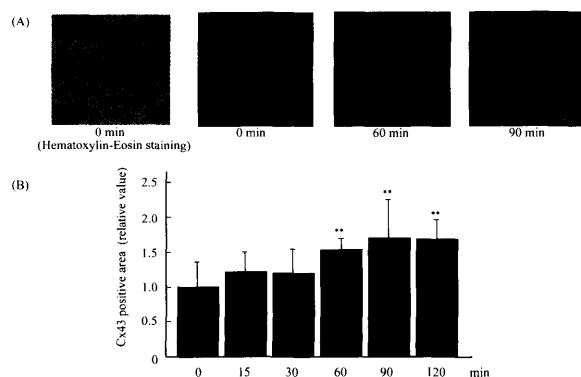 (A)
0 min
(Hematoxylin-Eosin staining)
0 min
60 min
90 min
(B)
Cx43 positive area (relative value)
2.5
2.0
1.5
1.0
0.5
0
**
**
**
0 15 30 60 90 120 min